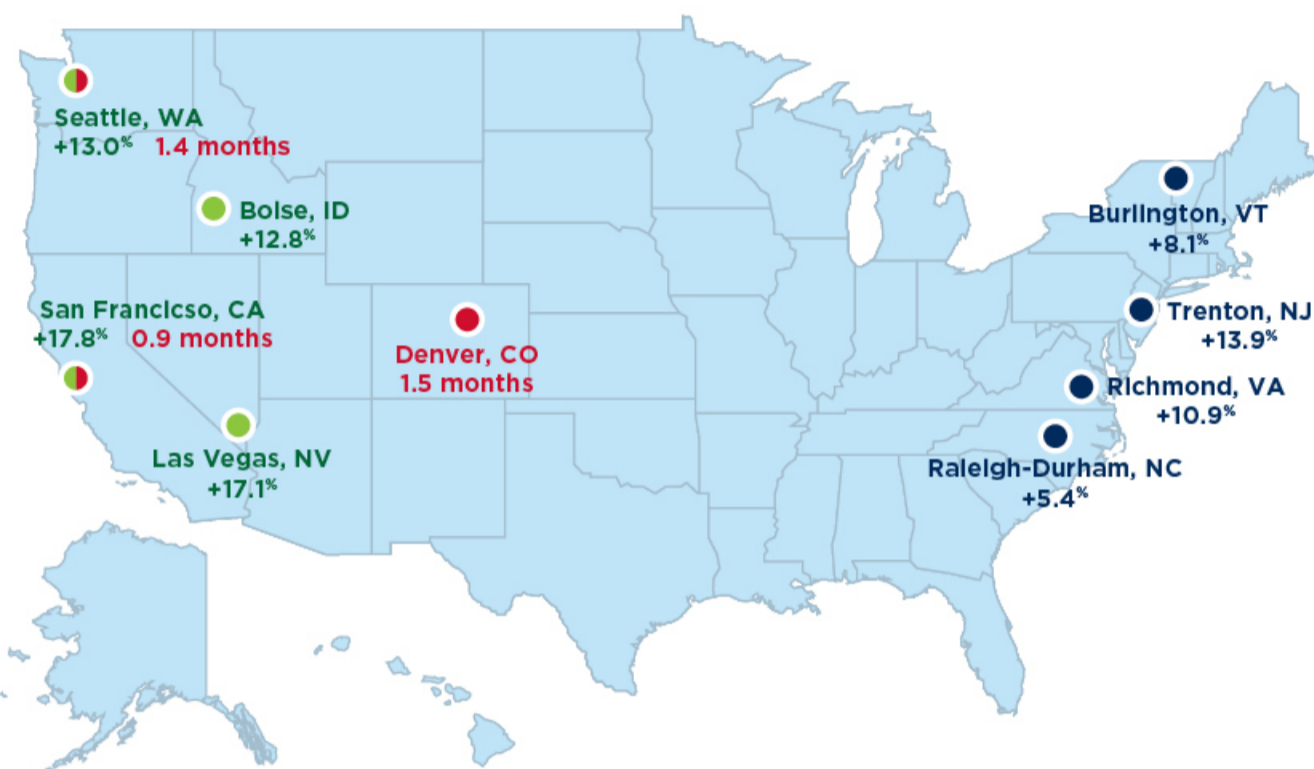 Seattle, WA
+13.0% 1.4 months
Boise, ID
+12.8%
San Francicso, CA
+17.8% 0.9 months
Las Vegas, NV
+17.1%
Denver, CO
1.5 months
Burlington, VT
+8.1%
Trenton, NJ
+13.9%
Richmond, VA
+10.9%
Raleigh-Durham, NC
+5.4%